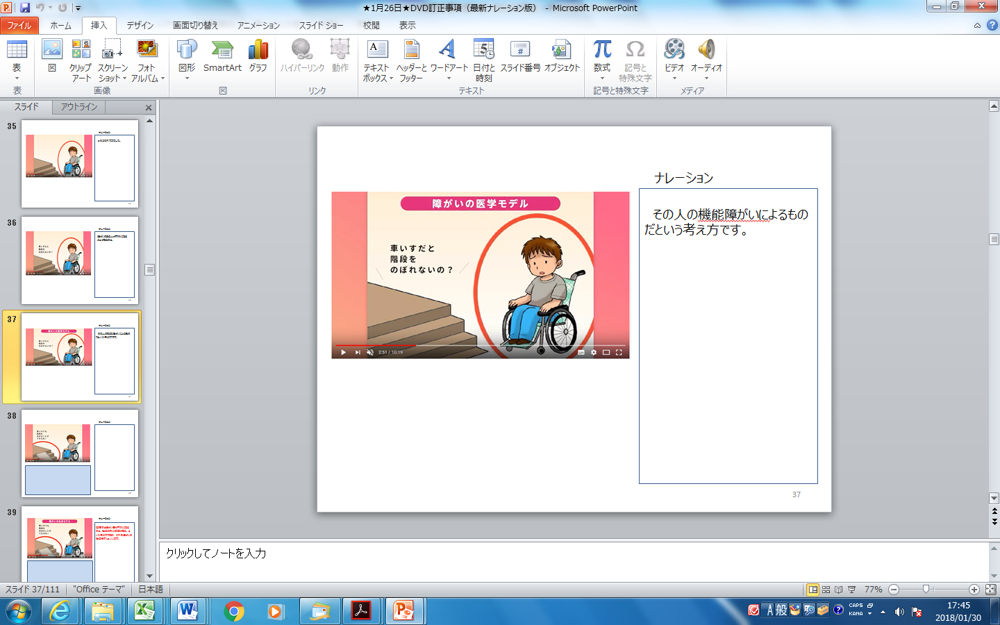 ★1月26日★DVD訂正事項（最新ナレーション版） - Microsoft PowerPoint
ファイル ホーム 挿入 デザイン 画面切り替え アニメーション スライド ショー 校閲 表示
表 図 クリップ アート スクリーン ショット フォト アルバム 図形 SmartArt グラフ ハイパーリンク 動作 テキスト ボックス ヘッダーと フッター ワードアート 日付と 時刻 スライド番号 オブジェクト 数式 記号と 特殊文字 ビデオ オーディオ
表 画像 図 リンク テキスト 記号と特殊文字 メディア
スライド アウトライン
35
36
37
38
39
ナレーション
障がいの医学モデル
車いすだと
階段を
のぼれないの？
2:51 / 10:19
その人の機能障がいによるもの
だという考え方です。
37
クリックしてノートを入力
スライド 37/111 "Office テーマ" 日本語 77%
A 般 CAPS KANA
17:45
2018/01/30